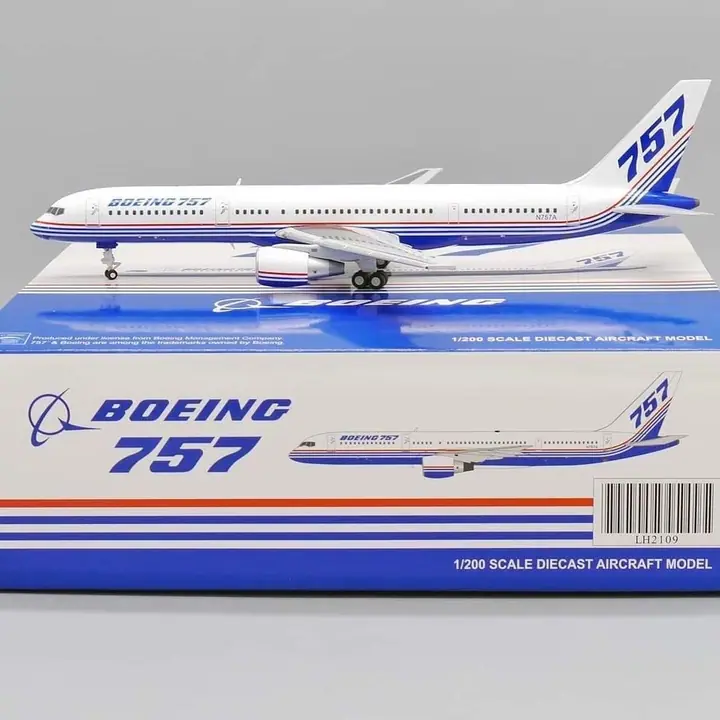 757
BOEING 757
N757A
757
BOEING
Produced under license from Boeing Management Company.
757 & Boeing are among the trademarks owned by Boeing.
1/200 SCALE DIECAST AIRCRAFT MODEL
BOEING
757
757
BOEING 757
LH2109
1/200 SCALE DIECAST AIRCRAFT MODEL